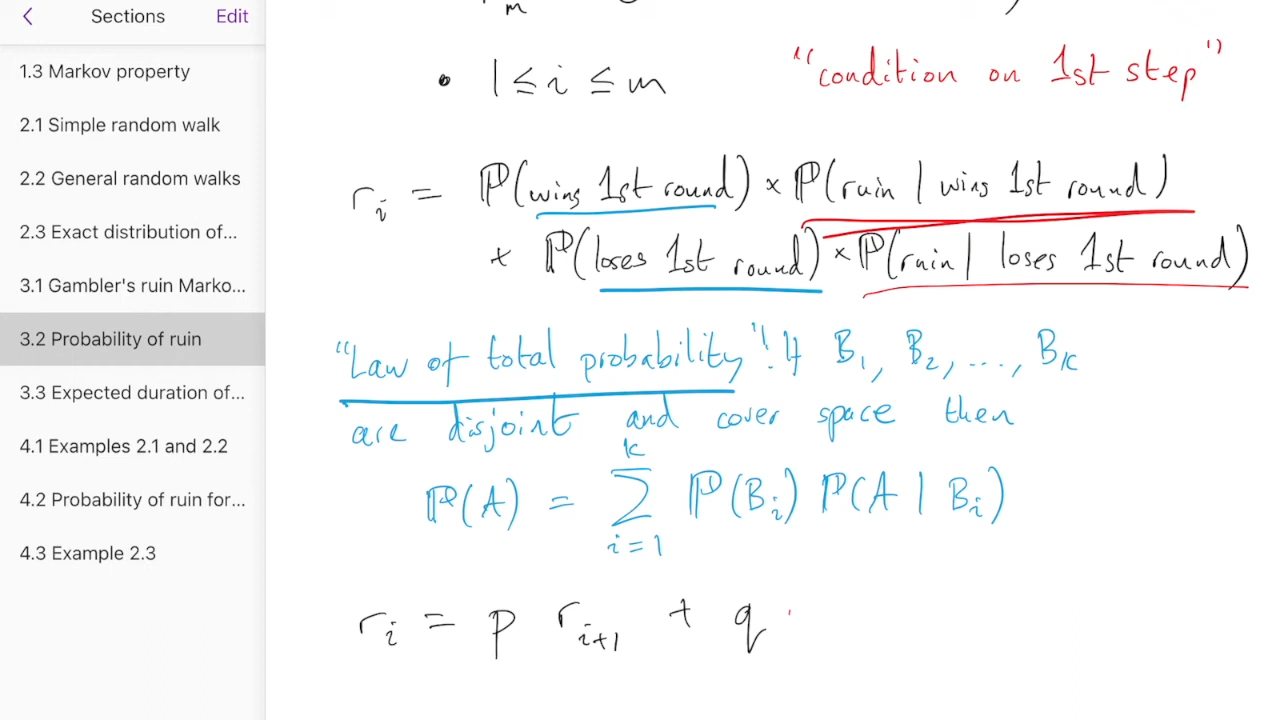 Sections
Edit
1.3 Markov property
2.1 Simple random walk
2.2 General random walks
2.3 Exact distribution of...
3.1 Gambler's ruin Marko...
3.2 Probability of ruin
3.3 Expected duration of...
4.1 Examples 2.1 and 2.2
4.2 Probability of ruin for...
4.3 Example 2.3
m
• 1 ≤ i ≤ m
"condition on 1st step"
r_i = ℙ(wins 1st round) × ℙ(ruin | wins 1st round)
+ ℙ(loses 1st round) × ℙ(ruin | loses 1st round)
"Law of total probability": If B_1, B_2, ..., B_k
are disjoint and cover space then
ℙ(A) = ∑_{i=1}^{k} ℙ(B_i) ℙ(A | B_i)
r_i = p r_{i+1} + q